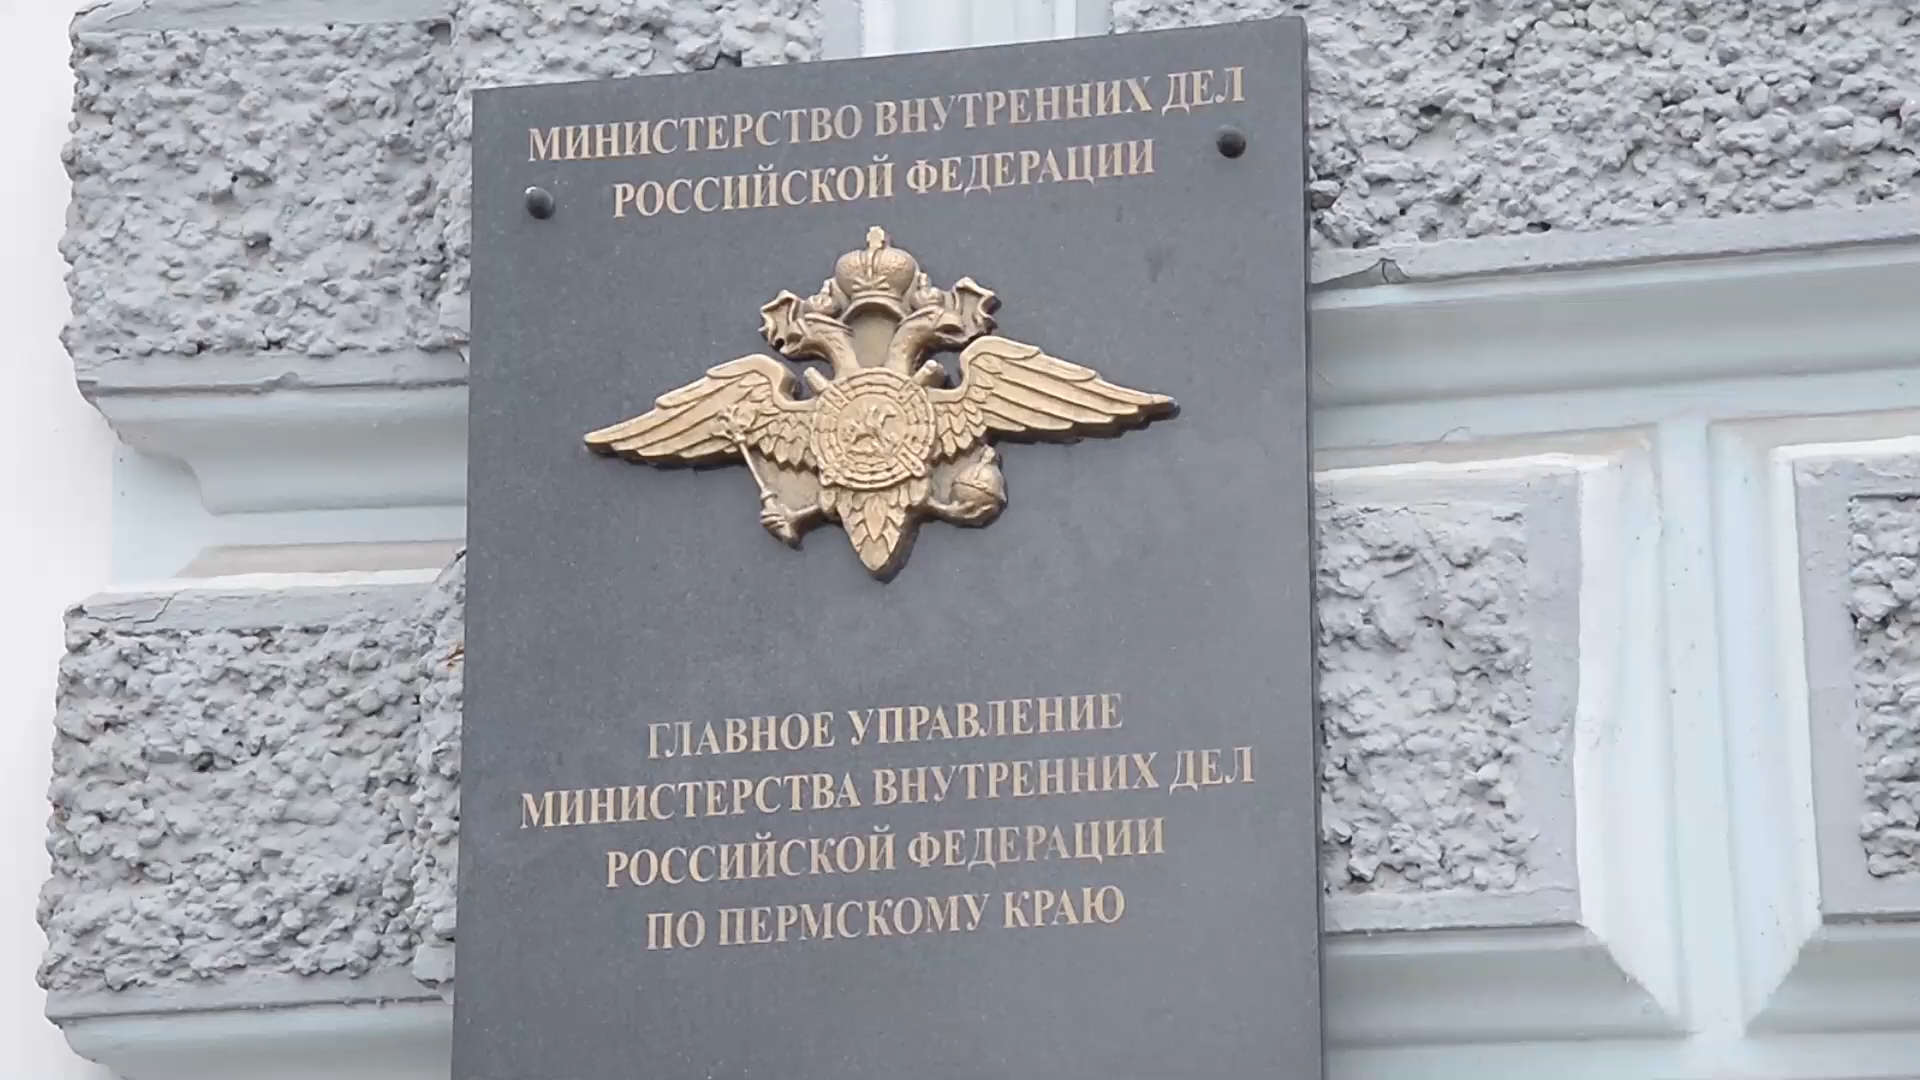 МИНИСТЕРСТВО ВНУТРЕННИХ ДЕЛ
РОССИЙСКОЙ ФЕДЕРАЦИИ
ГЛАВНОЕ УПРАВЛЕНИЕ
МИНИСТЕРСТВА ВНУТРЕННИХ ДЕЛ
РОССИЙСКОЙ ФЕДЕРАЦИИ
ПО ПЕРМСКОМУ КРАЮ